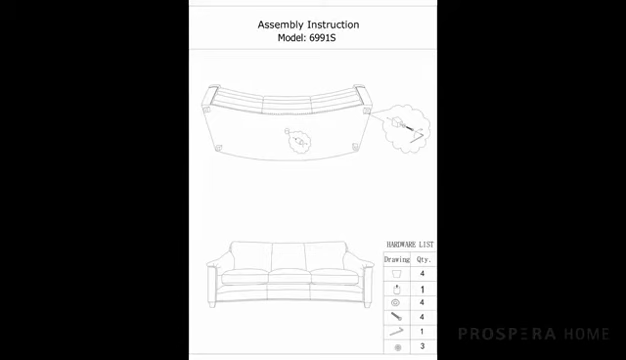 Assembly Instruction
Model: 6991S
HARDWARE LIST
Drawing Qty.
4
1
4
4
1
3
PROSPERA HOME